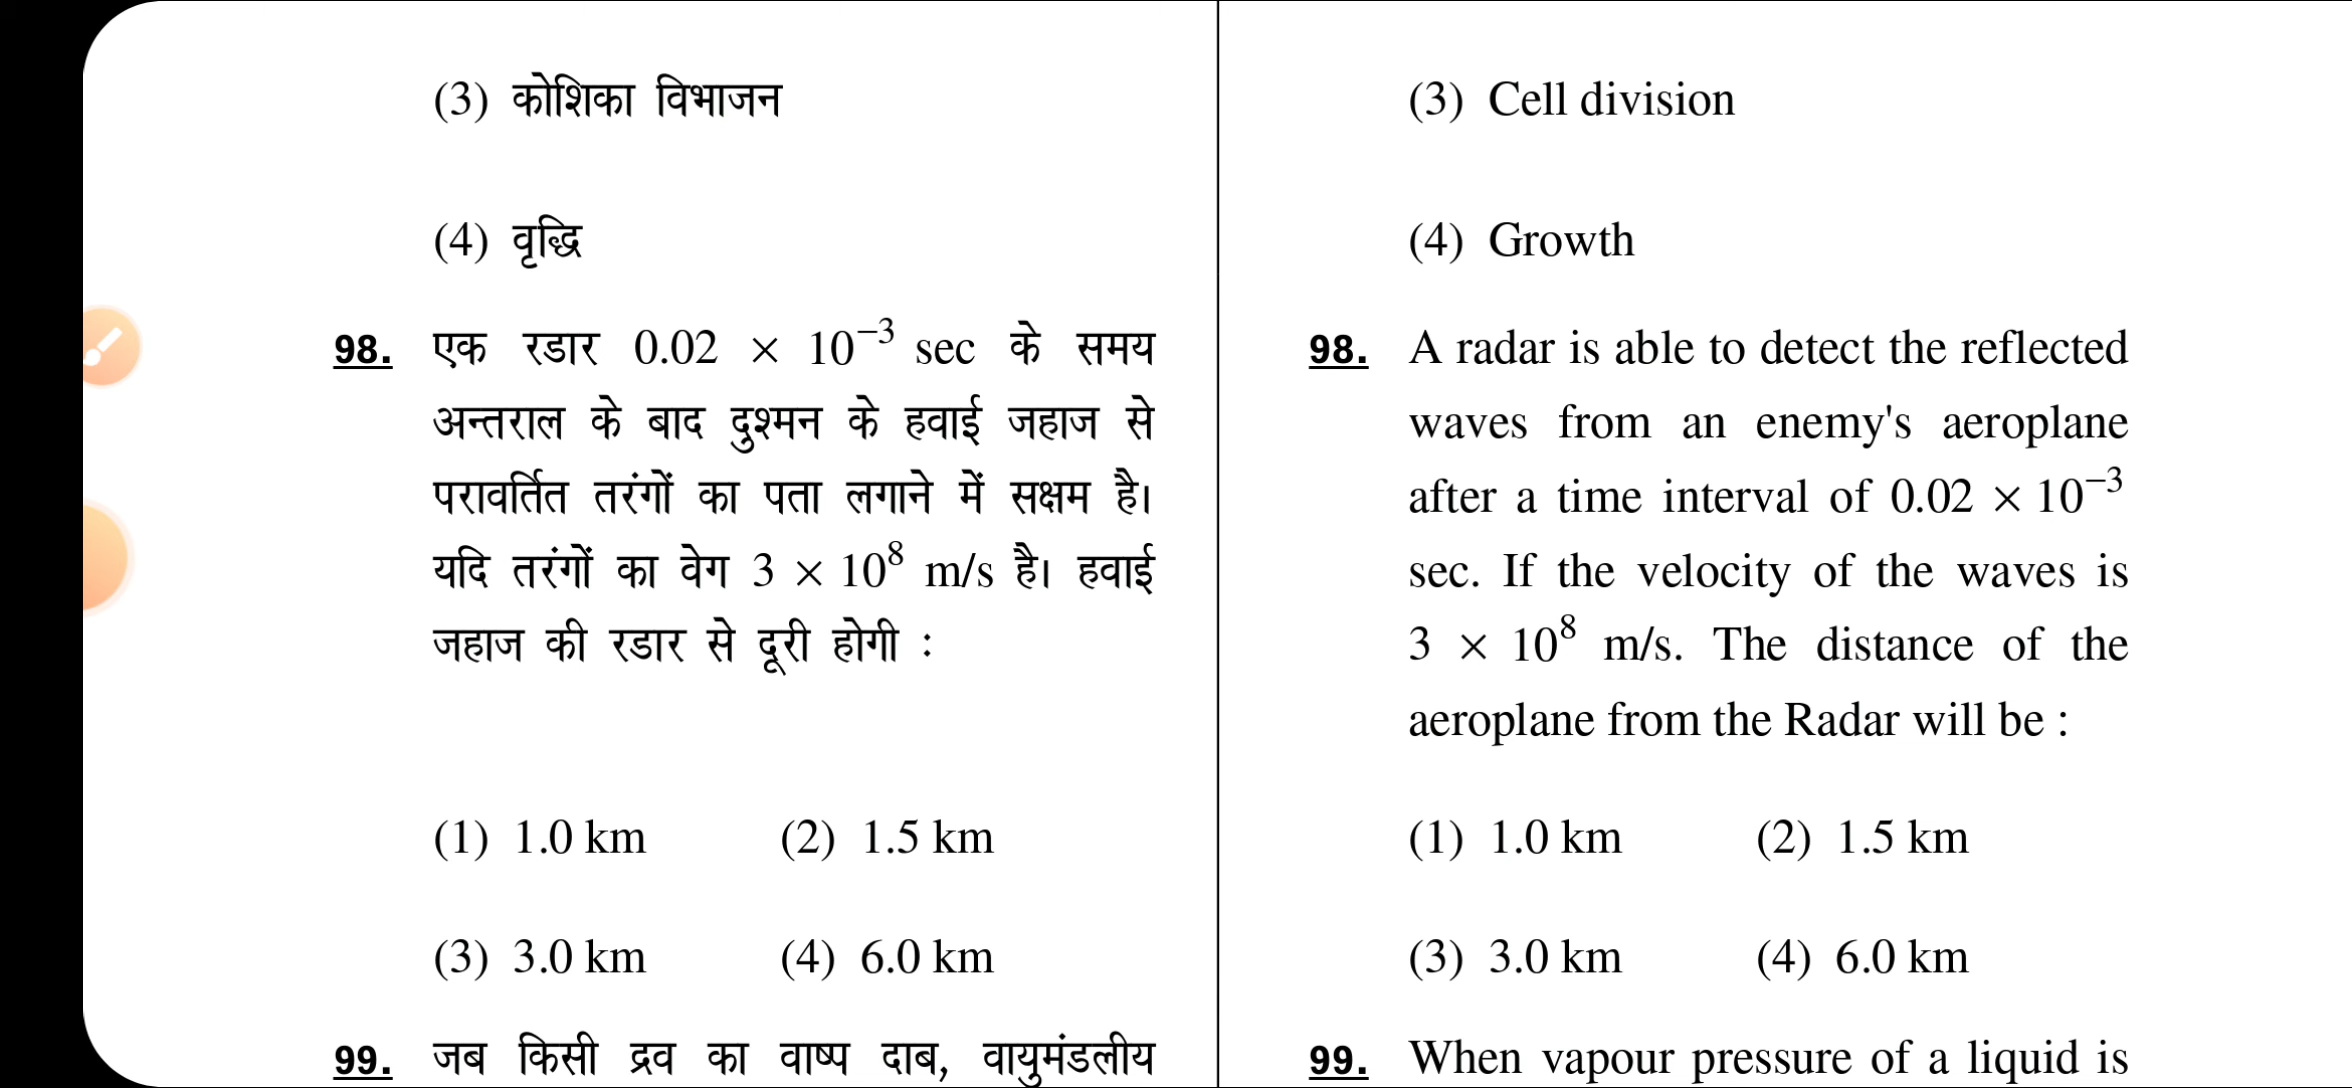 (3) कोशिका विभाजन
(4) वृद्धि
98. एक रडार 0.02 × 10⁻³ sec के समय
अन्तराल के बाद दुश्मन के हवाई जहाज से
परावर्तित तरंगों का पता लगाने में सक्षम है।
यदि तरंगों का वेग 3 × 10⁸ m/s है। हवाई
जहाज की रडार से दूरी होगी :
(1) 1.0 km (2) 1.5 km
(3) 3.0 km (4) 6.0 km
99. जब किसी द्रव का वाष्प दाब, वायुमंडलीय
(3) Cell division
(4) Growth
98. A radar is able to detect the reflected
waves from an enemy's aeroplane
after a time interval of 0.02 × 10⁻³
sec. If the velocity of the waves is
3 × 10⁸ m/s. The distance of the
aeroplane from the Radar will be :
(1) 1.0 km (2) 1.5 km
(3) 3.0 km (4) 6.0 km
99. When vapour pressure of a liquid is